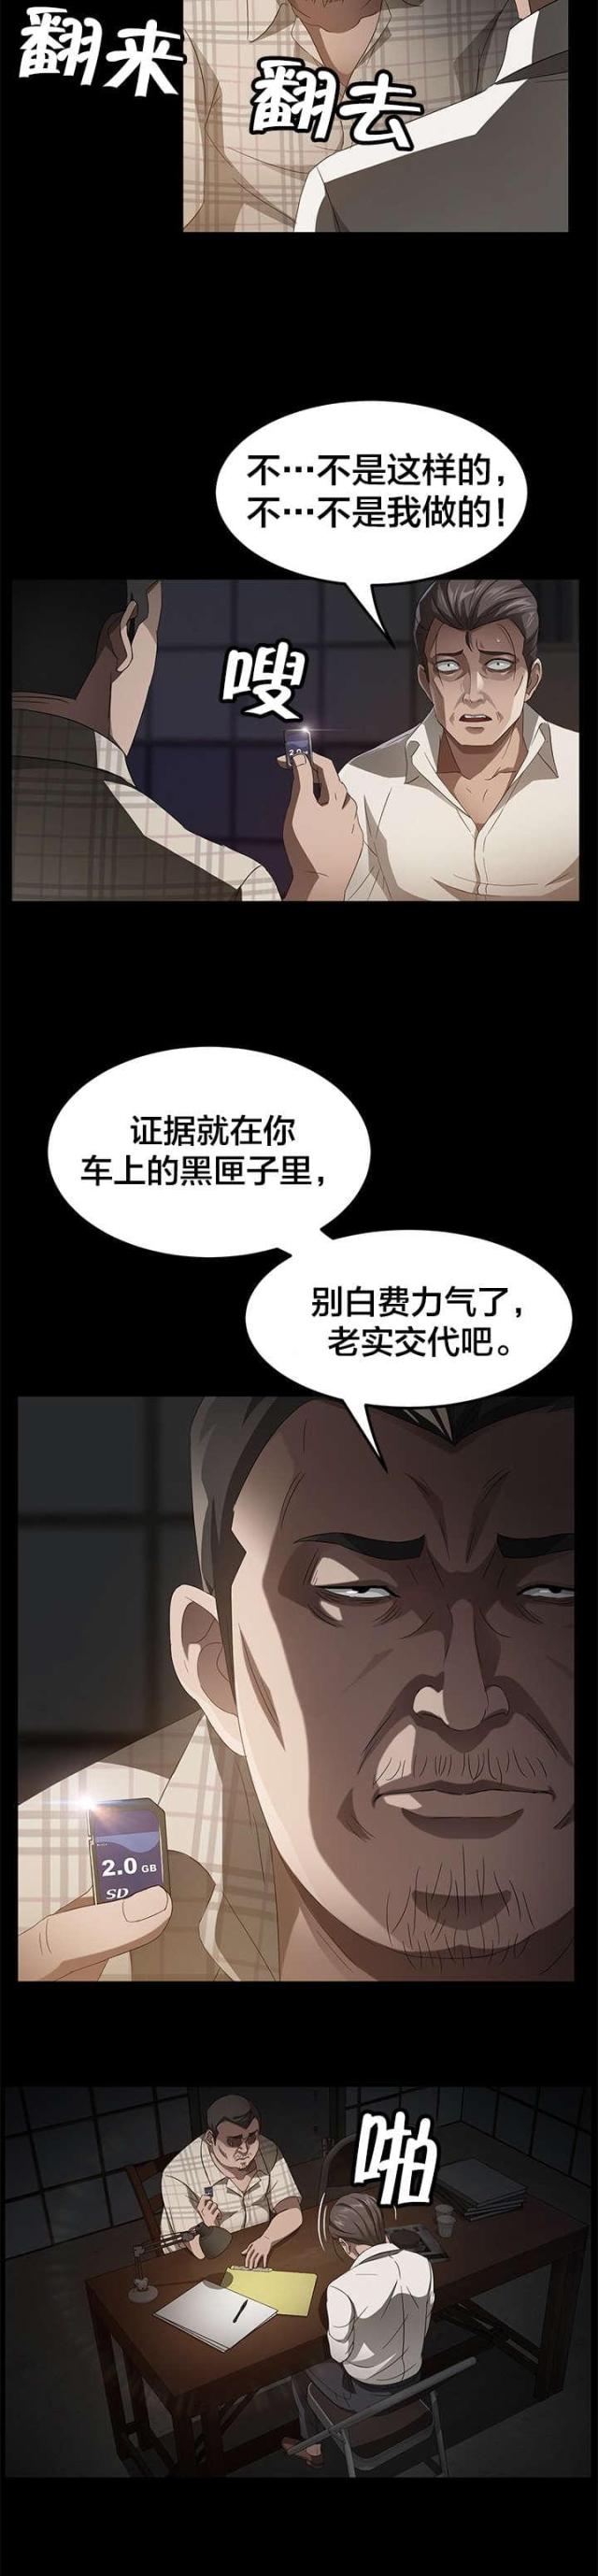 翻来
翻去
不…不是这样的，
不…不是我做的！
嗖
2.0
证据就在你
车上的黑匣子里，
别白费力气了，
老实交代吧。
2.0 GB
SD
啪